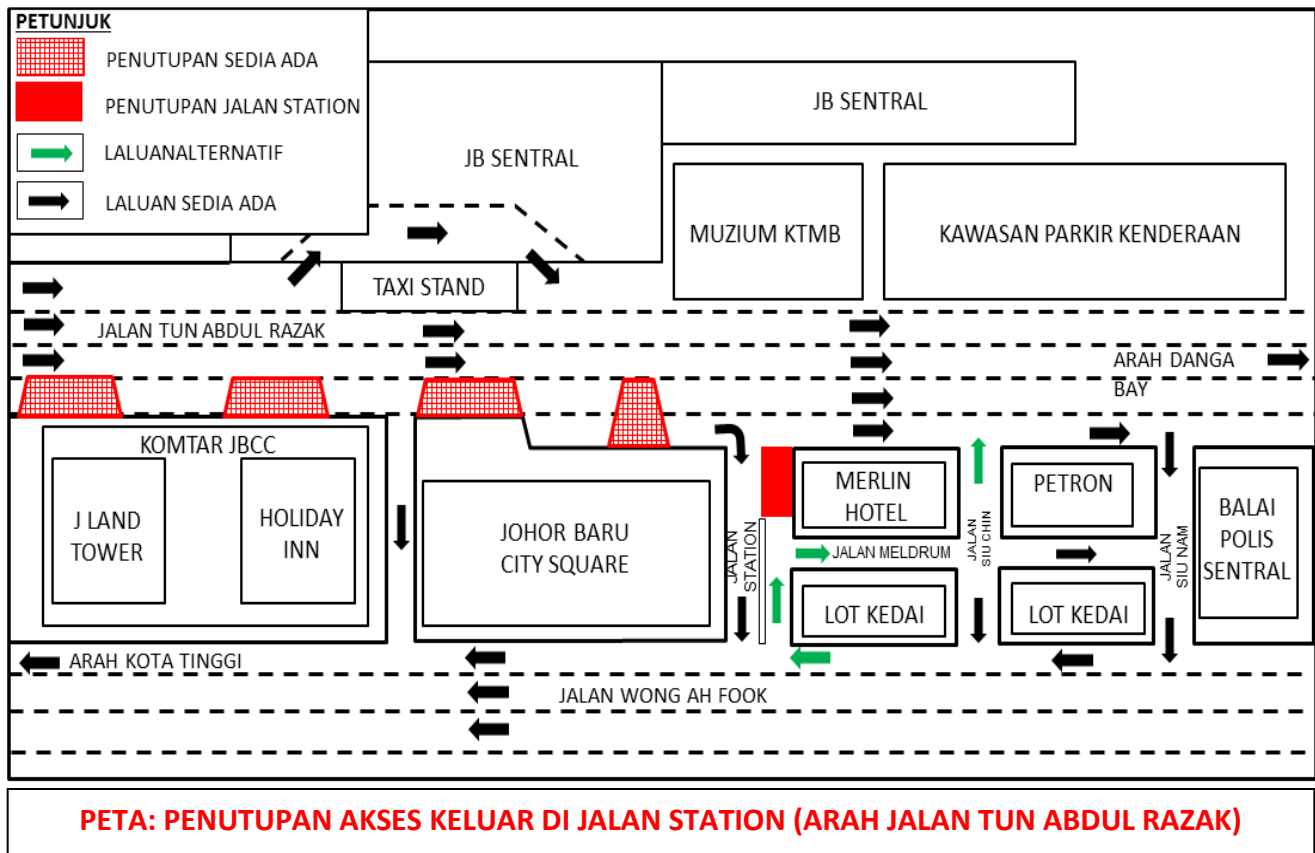 PETUNJUK
PENUTUPAN SEDIA ADA
PENUTUPAN JALAN STATION
LALUANALTERNATIF
LALUAN SEDIA ADA
JB SENTRAL
JB SENTRAL
MUZIUM KTMB
KAWASAN PARKIR KENDERAAN
TAXI STAND
JALAN TUN ABDUL RAZAK
ARAH DANGA
BAY
KOMTAR JBCC
J LAND
TOWER
HOLIDAY
INN
JOHOR BARU
CITY SQUARE
JALAN
STATION
MERLIN
HOTEL
JALAN MELDRUM
LOT KEDAI
JALAN
SIU CHIN
PETRON
LOT KEDAI
JALAN
SIU NAM
BALAI
POLIS
SENTRAL
ARAH KOTA TINGGI
JALAN WONG AH FOOK
PETA: PENUTUPAN AKSES KELUAR DI JALAN STATION (ARAH JALAN TUN ABDUL RAZAK)